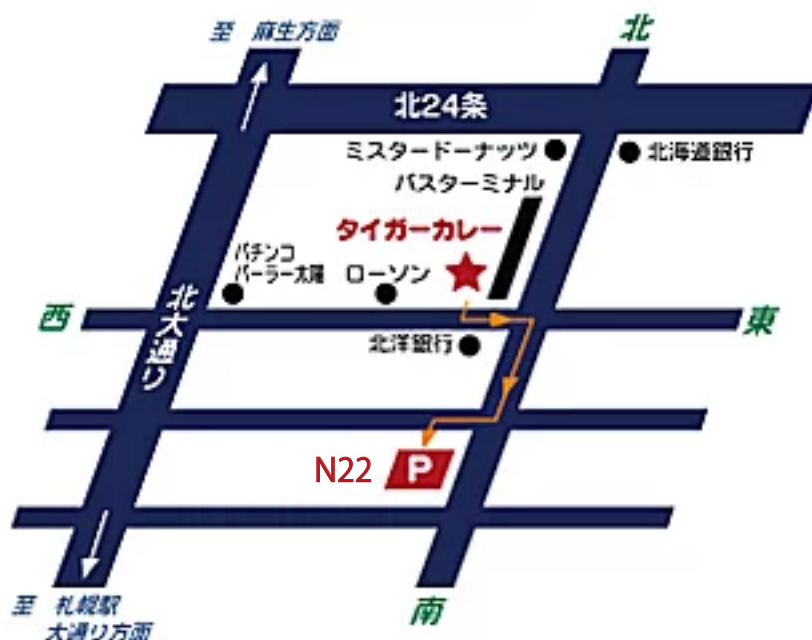 至 麻生方面
北
北24条
ミスタードーナッツ
北海道銀行
バスターミナル
タイガーカレー
パチンコ
パーラー太陽
ローソン
西
北大通り
東
北洋銀行
N22
P
至 札幌駅
大通り方面
南